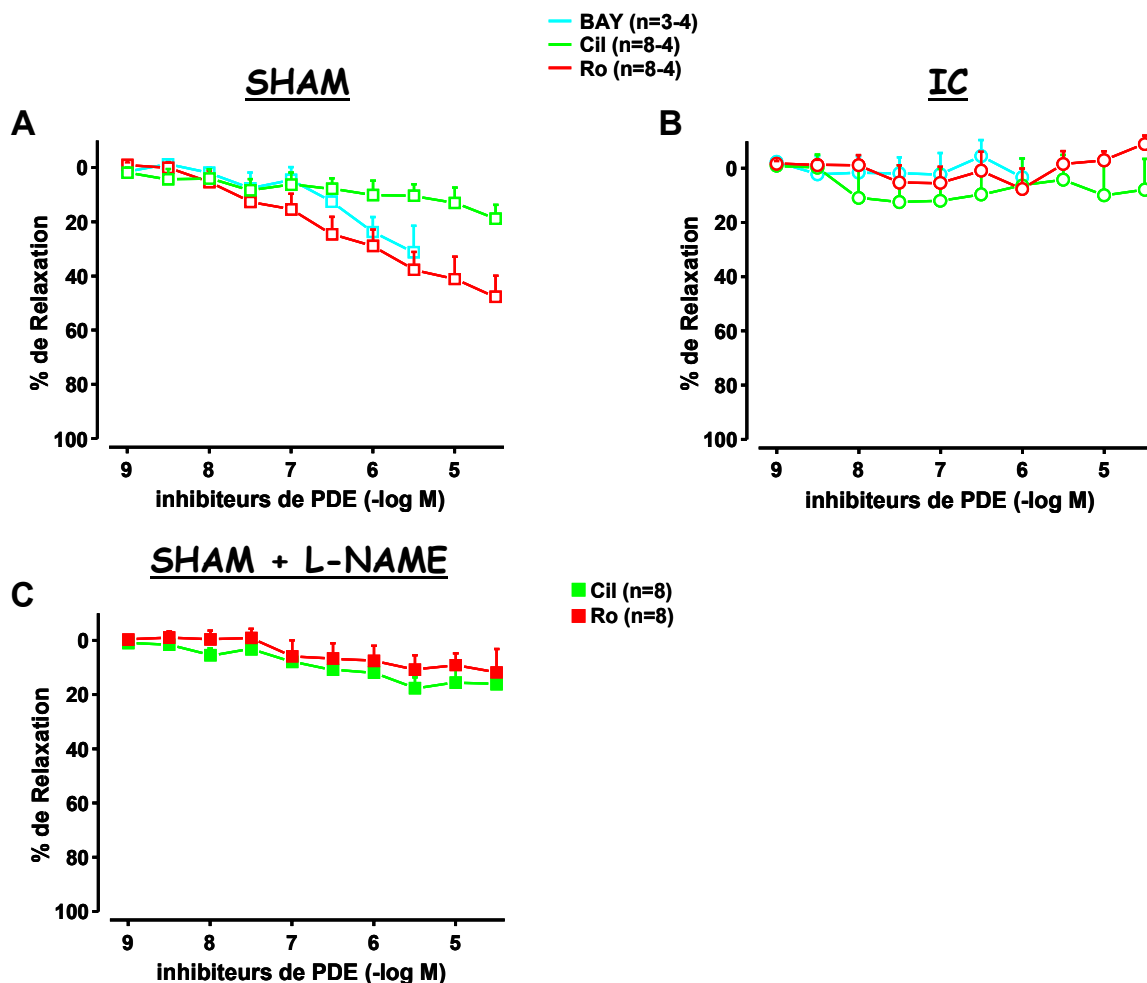 BAY (n=3-4)
Cil (n=8-4)
Ro (n=8-4)
SHAM
IC
A
B
0
20
40
60
80
100
% de Relaxation
9 8 7 6 5
inhibiteurs de PDE (-log M)
0
20
40
60
80
100
% de Relaxation
9 8 7 6 5
inhibiteurs de PDE (-log M)
SHAM + L-NAME
C
Cil (n=8)
Ro (n=8)
0
20
40
60
80
100
% de Relaxation
9 8 7 6 5
inhibiteurs de PDE (-log M)